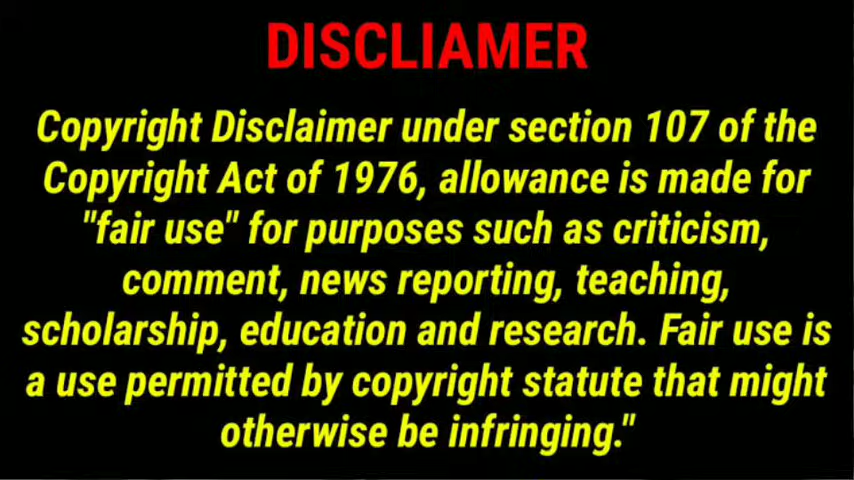 DISCLIAMER
Copyright Disclaimer under section 107 of the
Copyright Act of 1976, allowance is made for
"fair use" for purposes such as criticism,
comment, news reporting, teaching,
scholarship, education and research. Fair use is
a use permitted by copyright statute that might
otherwise be infringing."